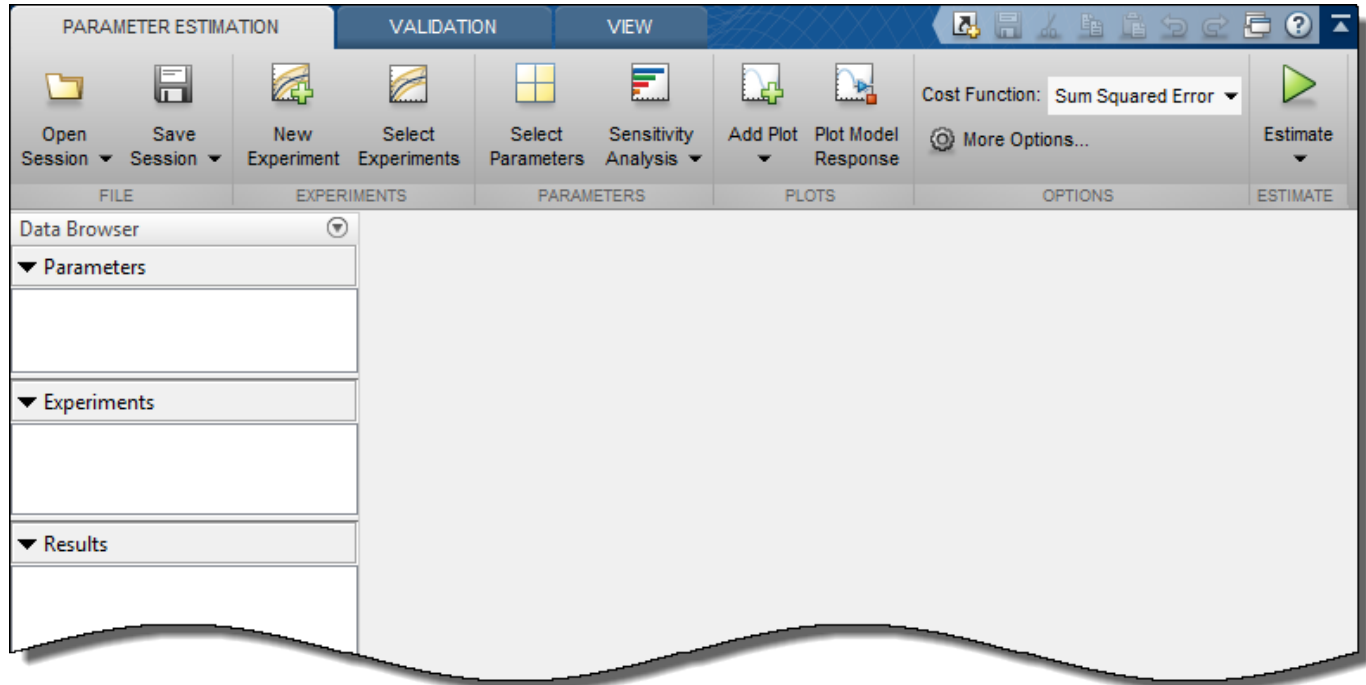 PARAMETER ESTIMATION VALIDATION VIEW
Open Session Save Session New Experiment Select Experiments Select Parameters Sensitivity Analysis Add Plot Plot Model Response
Cost Function: Sum Squared Error
More Options...
Estimate
FILE EXPERIMENTS PARAMETERS PLOTS OPTIONS ESTIMATE
Data Browser
Parameters
Experiments
Results